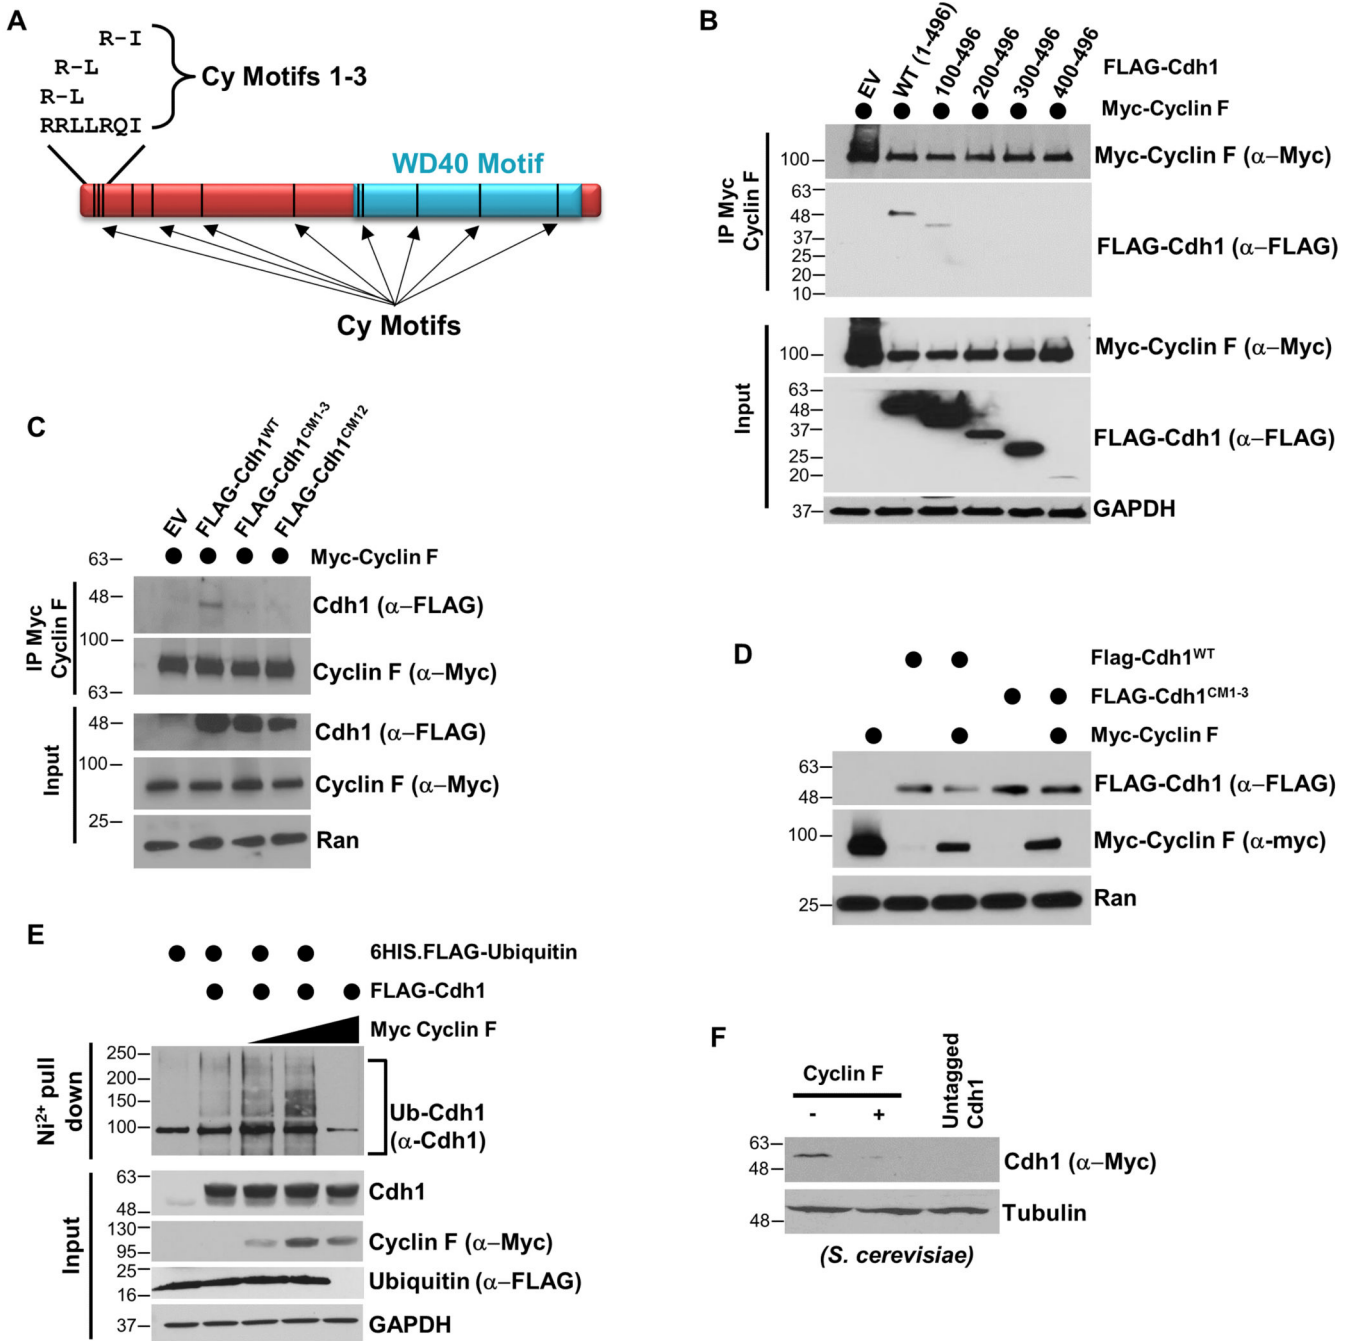 A
R-I
R-L
R-L
RRLLRQI
Cy Motifs 1-3
WD40 Motif
Cy Motifs
B
EV
WT (1-496)
100-496
200-496
300-496
400-496
FLAG-Cdh1
Myc-Cyclin F
IP Myc
Cyclin F
100
Myc-Cyclin F (α–Myc)
63
48
37
25
20
10
FLAG-Cdh1 (α–FLAG)
Input
100
Myc-Cyclin F (α–Myc)
63
48
37
25
20
FLAG-Cdh1 (α–FLAG)
37
GAPDH
C
EV
FLAG-Cdh1WT
FLAG-Cdh1CM1-3
FLAG-Cdh1CM12
63
Myc-Cyclin F
IP Myc
Cyclin F
48
Cdh1 (α–FLAG)
100
63
Cyclin F (α–Myc)
Input
48
Cdh1 (α–FLAG)
100
Cyclin F (α–Myc)
25
Ran
D
Flag-Cdh1WT
FLAG-Cdh1CM1-3
Myc-Cyclin F
63
48
FLAG-Cdh1 (α–FLAG)
100
Myc-Cyclin F (α-myc)
25
Ran
E
6HIS.FLAG-Ubiquitin
FLAG-Cdh1
Myc Cyclin F
Ni2+ pull
down
250
200
150
100
Ub-Cdh1
(α-Cdh1)
Input
63
48
Cdh1
130
95
Cyclin F (α–Myc)
25
16
Ubiquitin (α–FLAG)
37
GAPDH
F
Cyclin F
- +
Untagged
Cdh1
63
48
Cdh1 (α–Myc)
48
Tubulin
(S. cerevisiae)